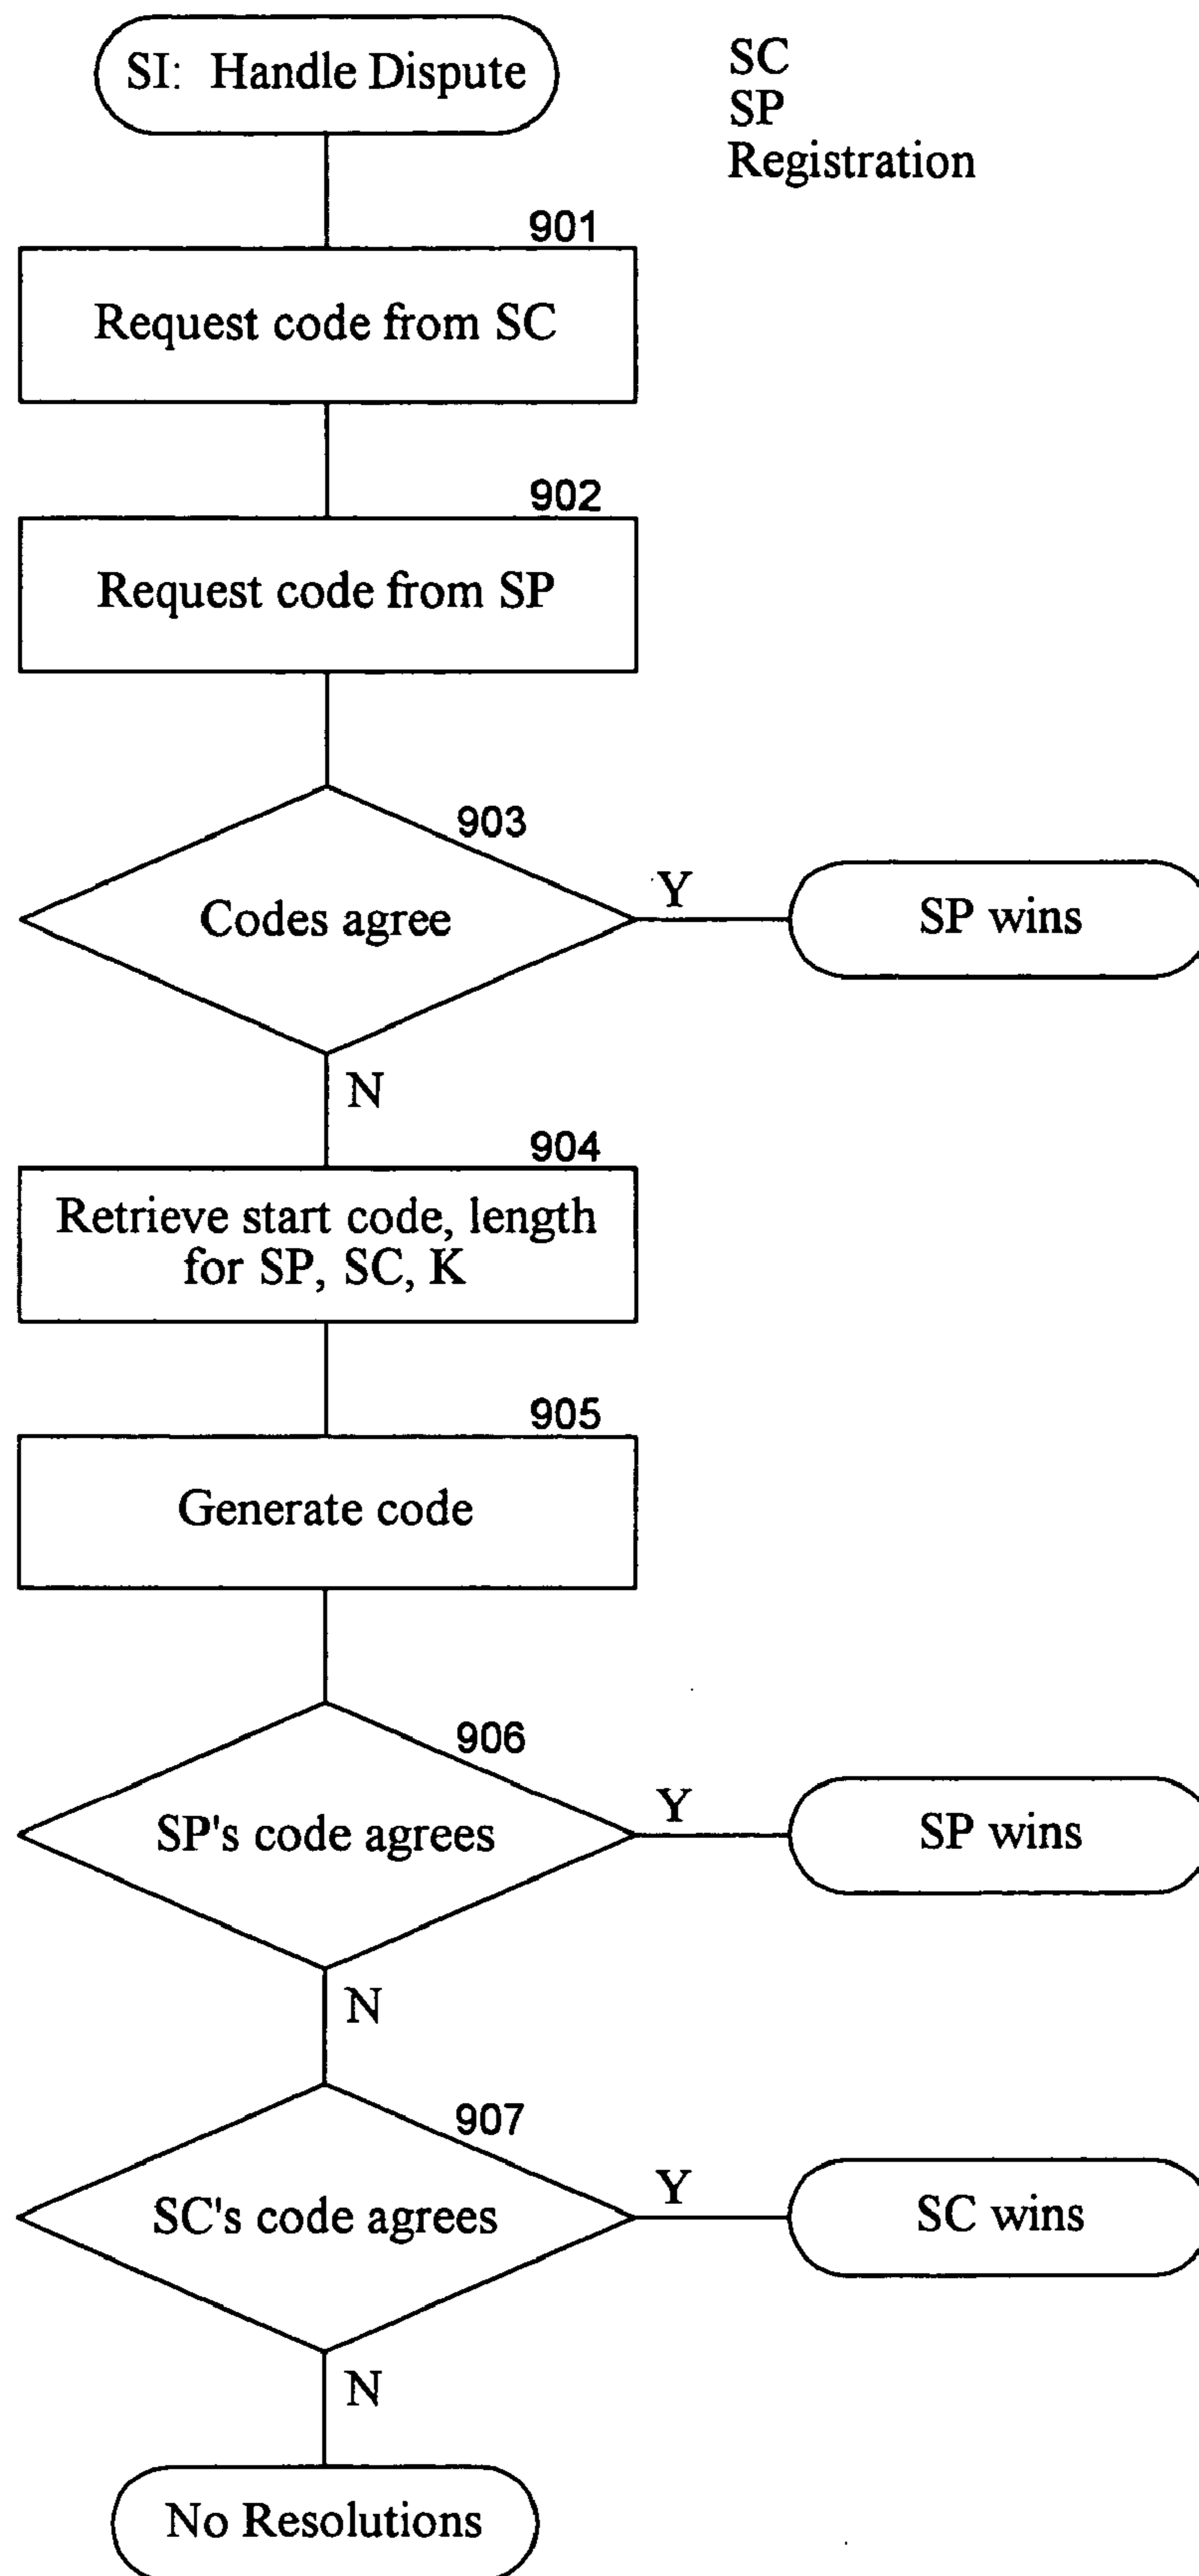 SI: Handle Dispute
SC
SP
Registration
901
Request code from SC
902
Request code from SP
903
Codes agree
Y
SP wins
N
904
Retrieve start code, length
for SP, SC, K
905
Generate code
906
SP's code agrees
Y
SP wins
N
907
SC's code agrees
Y
SC wins
N
No Resolutions